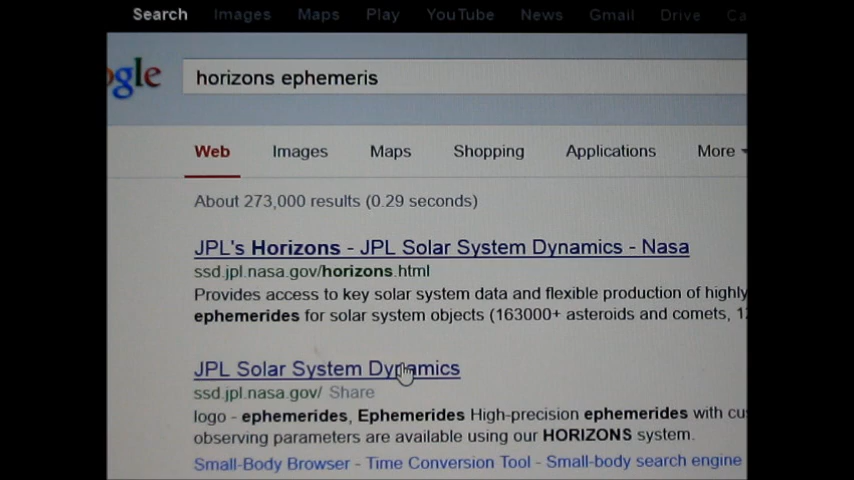 Search Images Maps Play YouTube News Gmail Drive Ca
ogle horizons ephemeris
Web Images Maps Shopping Applications More
About 273,000 results (0.29 seconds)
JPL's Horizons - JPL Solar System Dynamics - Nasa
ssd.jpl.nasa.gov/horizons.html
Provides access to key solar system data and flexible production of highly
ephemerides for solar system objects (163000+ asteroids and comets,
JPL Solar System Dynamics
ssd.jpl.nasa.gov/ Share
logo - ephemerides, Ephemerides High-precision ephemerides with cu
observing parameters are available using our HORIZONS system.
Small-Body Browser - Time Conversion Tool - Small-body search engine